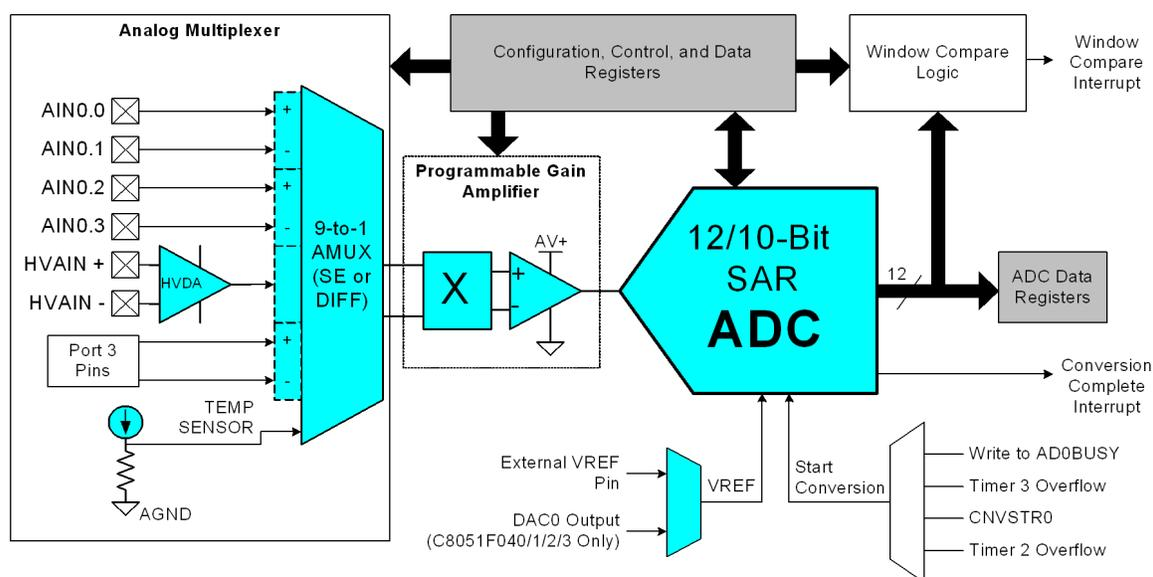 Analog Multiplexer
AIN0.0
AIN0.1
AIN0.2
AIN0.3
HVAIN +
HVAIN -
HVDA
Port 3
Pins
+
-
+
-
+
-
9-to-1
AMUX
(SE or
DIFF)
TEMP
SENSOR
AGND
Configuration, Control, and Data
Registers
Programmable Gain
Amplifier
X
AV+
+
-
Window Compare
Logic
Window
Compare
Interrupt
12/10-Bit
SAR
ADC
12
ADC Data
Registers
Conversion
Complete
Interrupt
External VREF
Pin
DAC0 Output
(C8051F040/1/2/3 Only)
VREF
Start
Conversion
Write to AD0BUSY
Timer 3 Overflow
CNVSTR0
Timer 2 Overflow